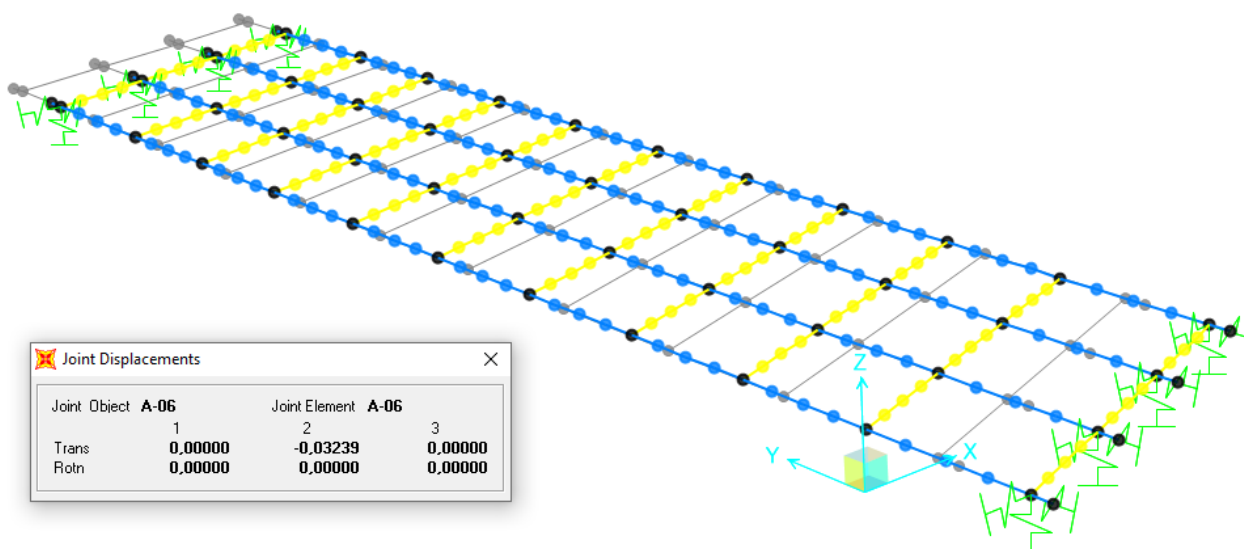 Joint Displacements
Joint Object A-06 Joint Element A-06
1 2 3
Trans 0,00000 -0,03239 0,00000
Rotn 0,00000 0,00000 0,00000
Z
Y X